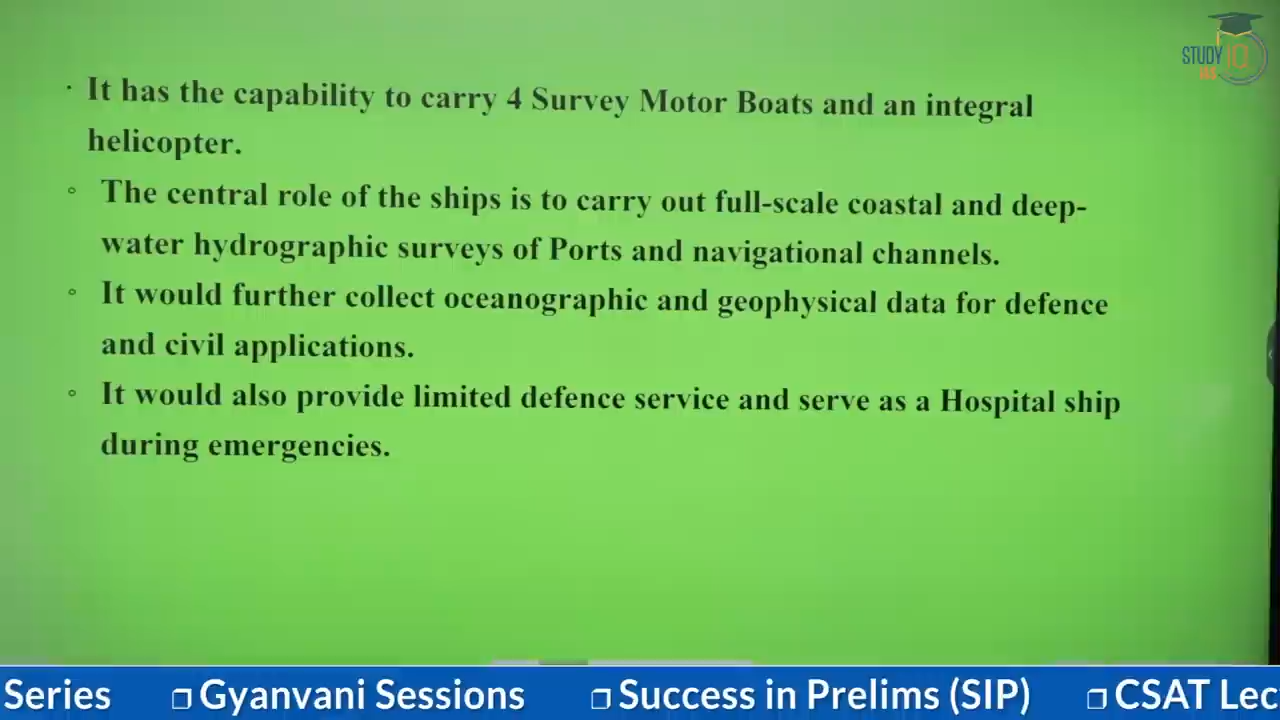 STUDY IQ
IAS
· It has the capability to carry 4 Survey Motor Boats and an integral
helicopter.
◦ The central role of the ships is to carry out full-scale coastal and deep-
water hydrographic surveys of Ports and navigational channels.
◦ It would further collect oceanographic and geophysical data for defence
and civil applications.
◦ It would also provide limited defence service and serve as a Hospital ship
during emergencies.
Series ❐ Gyanvani Sessions ❐ Success in Prelims (SIP) ❐ CSAT Lec